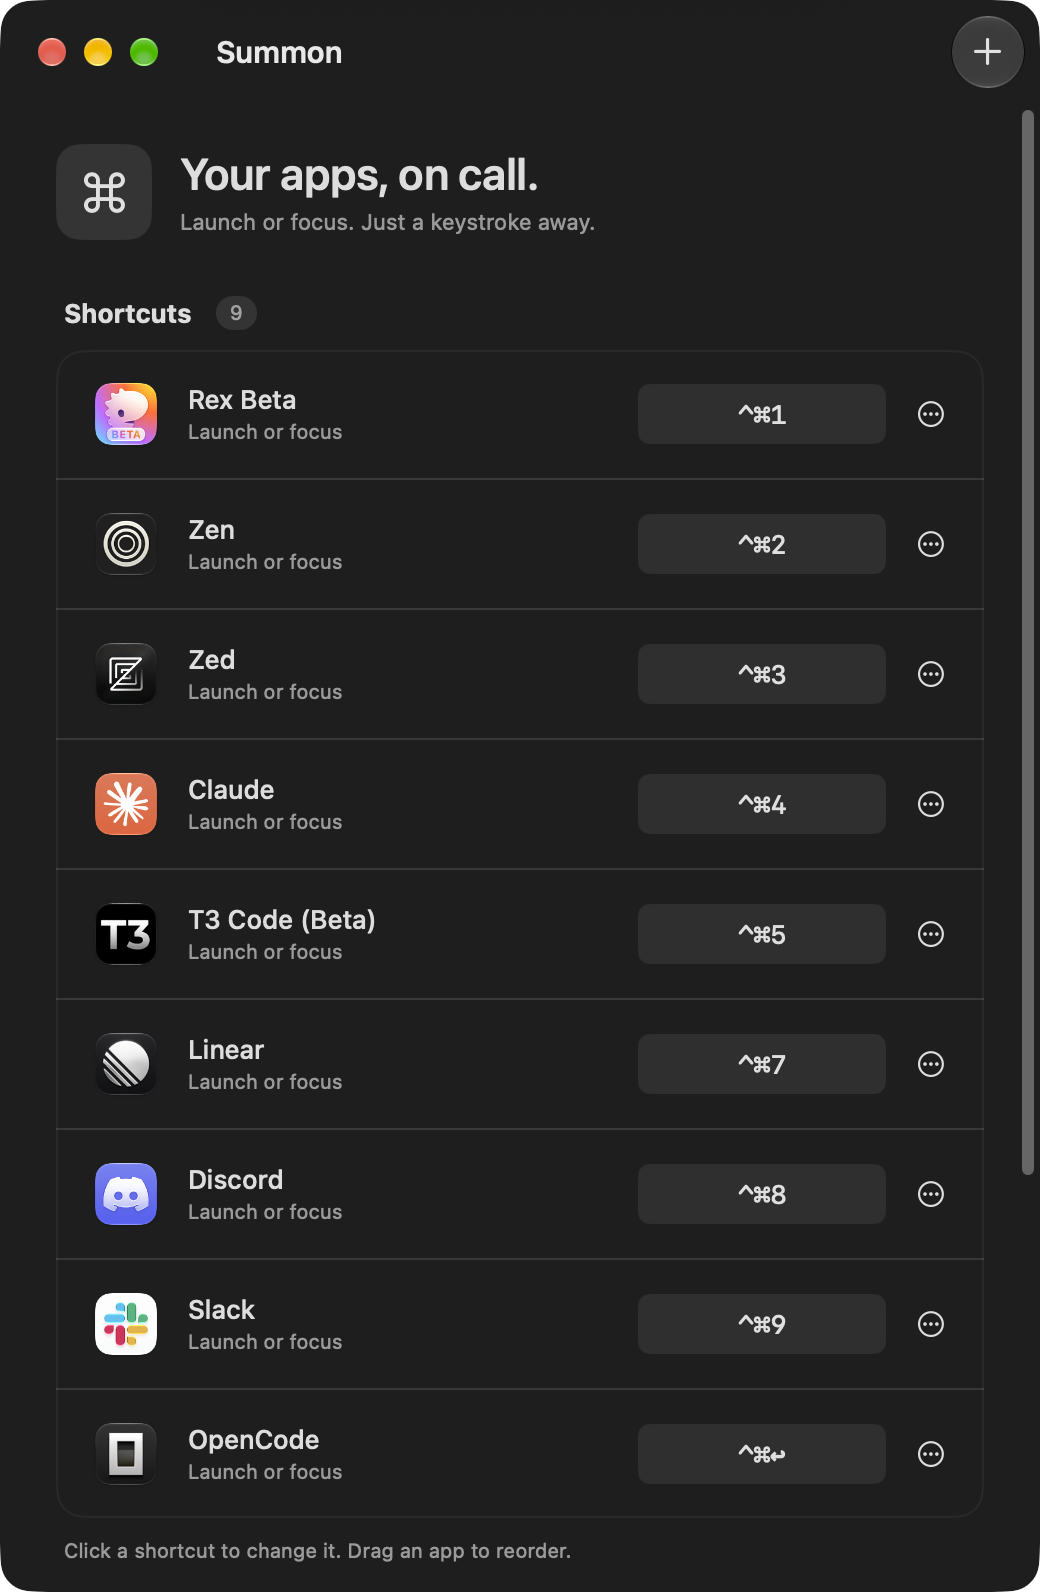 Summon
Your apps, on call.
Launch or focus. Just a keystroke away.
Shortcuts 9
BETA
Rex Beta
Launch or focus
^⌘1
Zen
Launch or focus
^⌘2
Zed
Launch or focus
^⌘3
Claude
Launch or focus
^⌘4
T3
T3 Code (Beta)
Launch or focus
^⌘5
Linear
Launch or focus
^⌘7
Discord
Launch or focus
^⌘8
Slack
Launch or focus
^⌘9
OpenCode
Launch or focus
^⌘↩
Click a shortcut to change it. Drag an app to reorder.